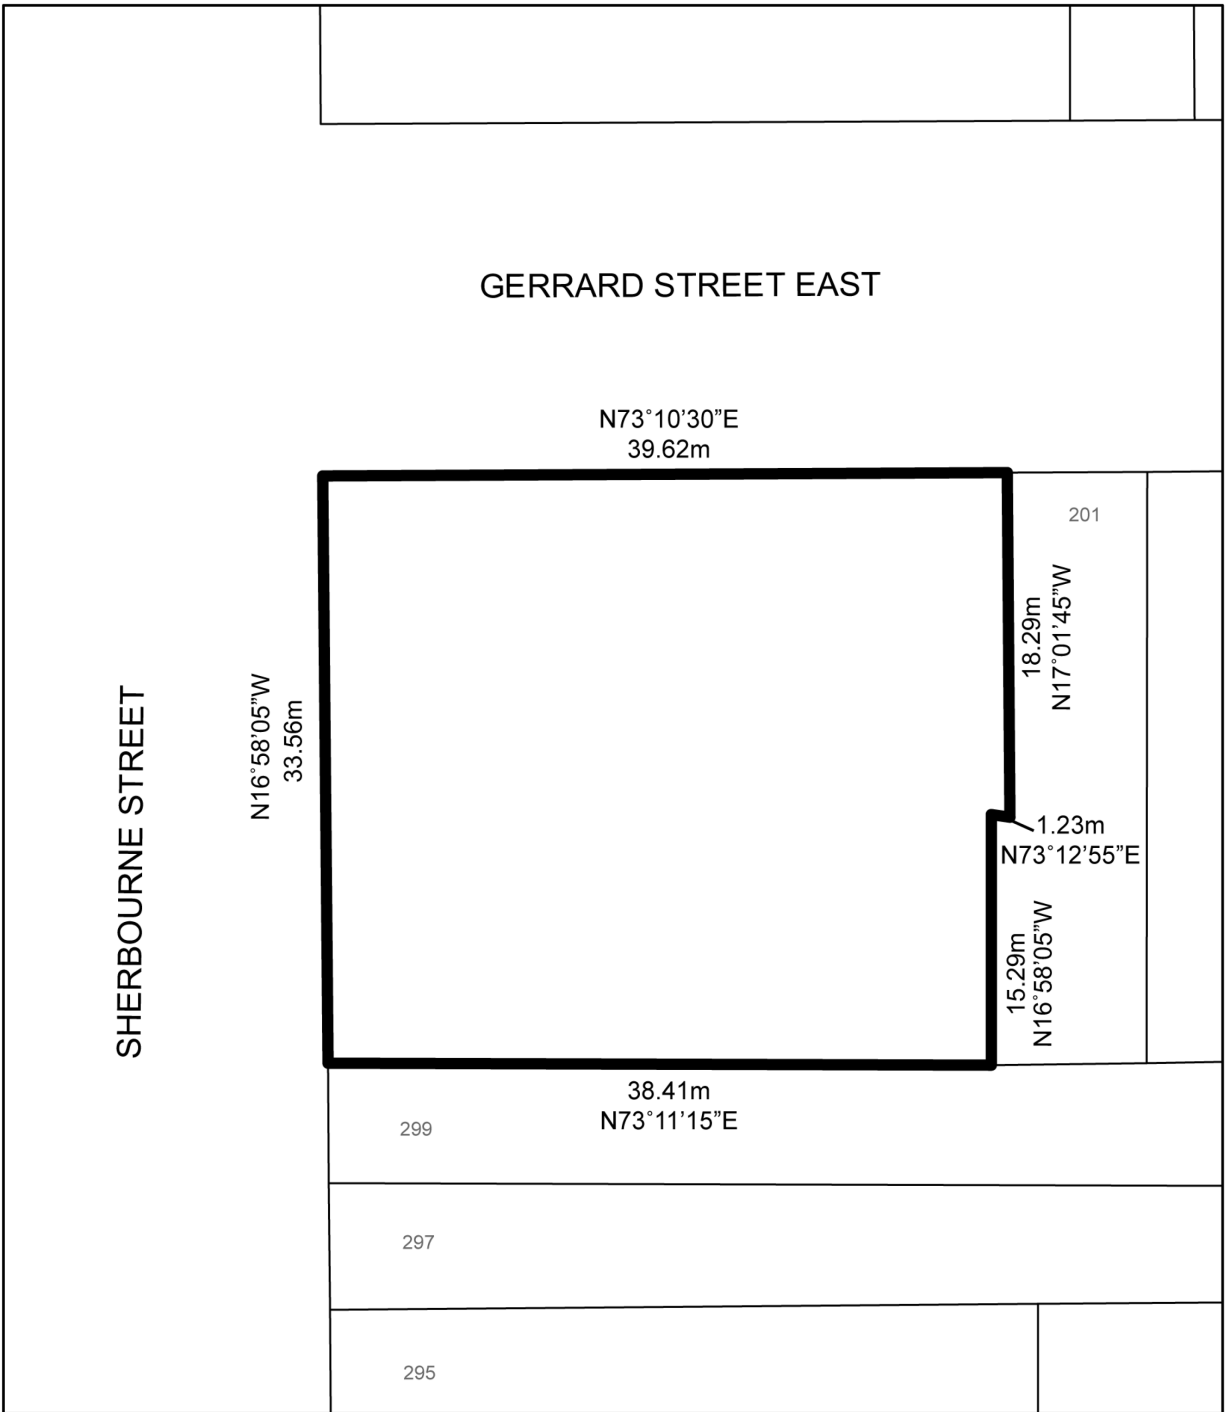 GERRARD STREET EAST
N73°10'30”E
39.62m
201
18.29m
N17°01’45”W
N16°58’05”W
33.56m
SHERBOURNE STREET
1.23m
N73°12’55”E
15.29m
N16°58’05”W
38.41m
N73°11’15”E
299
297
295